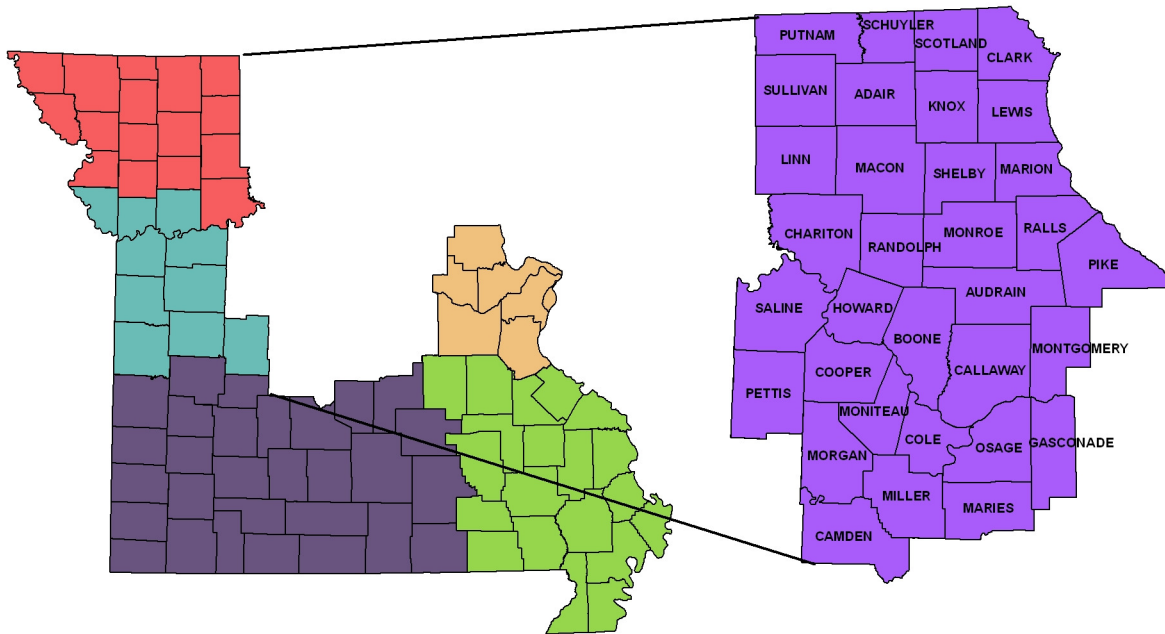 PUTNAM
SCHUYLER
SCOTLAND
CLARK
SULLIVAN
ADAIR
KNOX
LEWIS
LINN
MACON
SHELBY
MARION
CHARITON
RANDOLPH
MONROE
RALLS
PIKE
SALINE
HOWARD
AUDRAIN
BOONE
MONTGOMERY
COOPER
CALLAWAY
PETTIS
MONITEAU
COLE
OSAGE
GASCONADE
MORGAN
MILLER
MARIES
CAMDEN